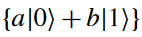 {a|0⟩ + b|1⟩}